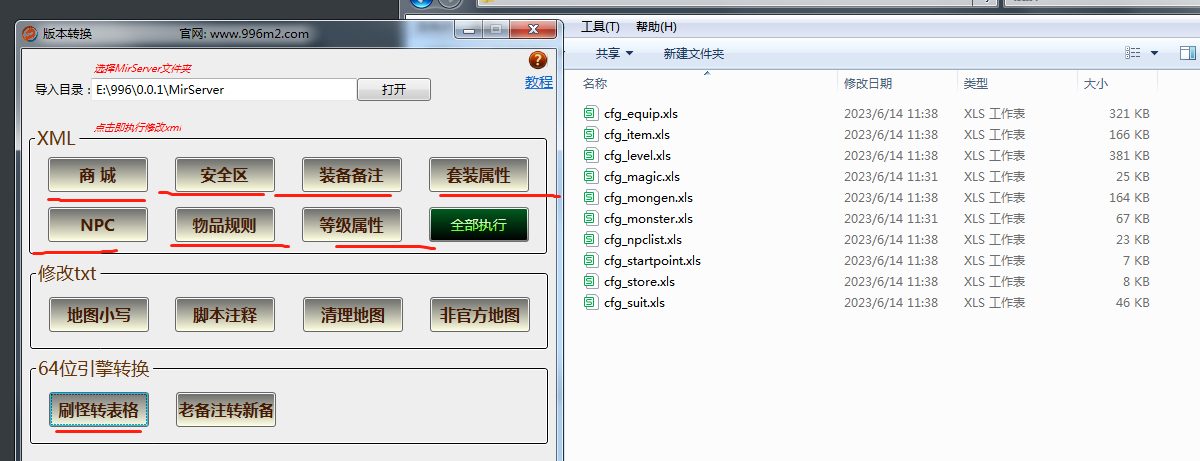 版本转换 官网: www.996m2.com
选择MirServer文件夹
导入目录： E:\996\0.0.1\MirServer 打开
教程
点击即执行修改xml
XML
商 城 安全区 装备备注 套装属性
NPC 物品规则 等级属性 全部执行
修改txt
地图小写 脚本注释 清理地图 非官方地图
64位引擎转换
刷怪转表格 老备注转新备
工具(T) 帮助(H)
共享 新建文件夹
名称 修改日期 类型 大小
cfg_equip.xls 2023/6/14 11:38 XLS 工作表 321 KB
cfg_item.xls 2023/6/14 11:38 XLS 工作表 166 KB
cfg_level.xls 2023/6/14 11:38 XLS 工作表 381 KB
cfg_magic.xls 2023/6/14 11:31 XLS 工作表 25 KB
cfg_mongen.xls 2023/6/14 11:38 XLS 工作表 164 KB
cfg_monster.xls 2023/6/14 11:31 XLS 工作表 67 KB
cfg_npclist.xls 2023/6/14 11:38 XLS 工作表 23 KB
cfg_startpoint.xls 2023/6/14 11:38 XLS 工作表 7 KB
cfg_store.xls 2023/6/14 11:38 XLS 工作表 8 KB
cfg_suit.xls 2023/6/14 11:38 XLS 工作表 46 KB